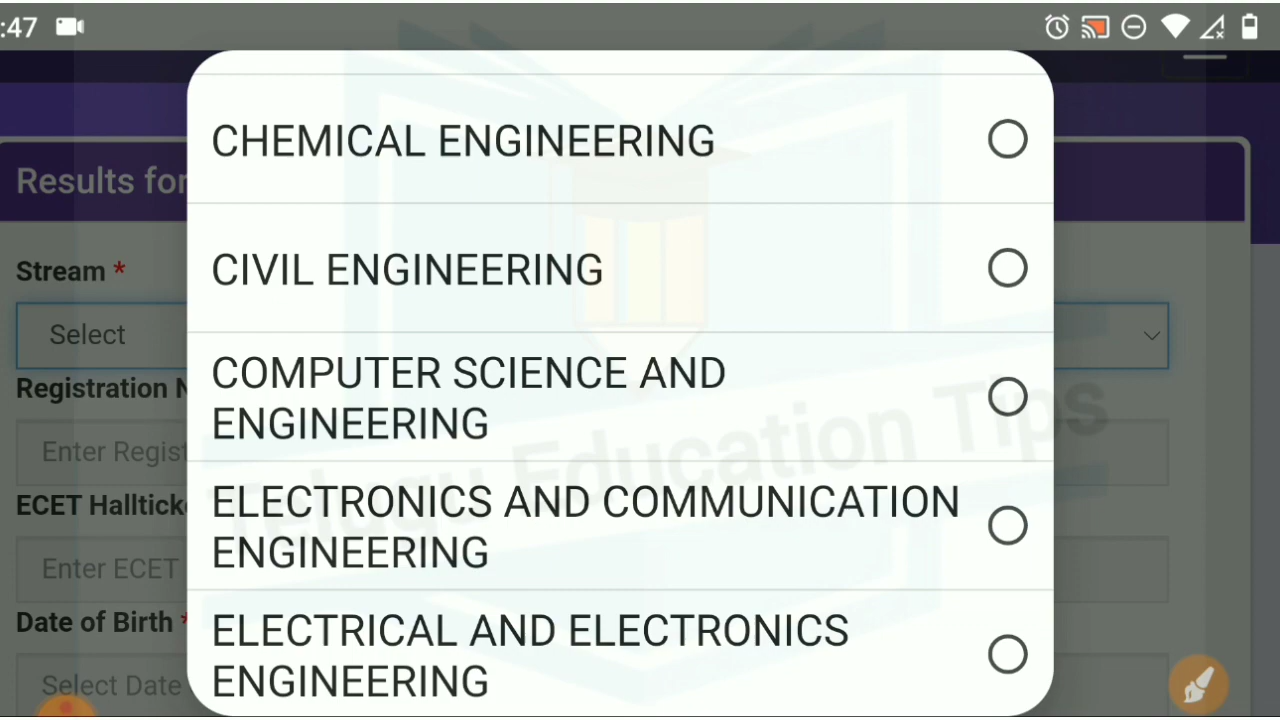 :47
CHEMICAL ENGINEERING
Results for
CIVIL ENGINEERING
Stream *
Select
COMPUTER SCIENCE AND
ENGINEERING
Registration N
Enter Regist
Telugu Education Tips
ELECTRONICS AND COMMUNICATION
ENGINEERING
ECET Halltick
Enter ECET
Date of Birth *
ELECTRICAL AND ELECTRONICS
ENGINEERING
Select Date